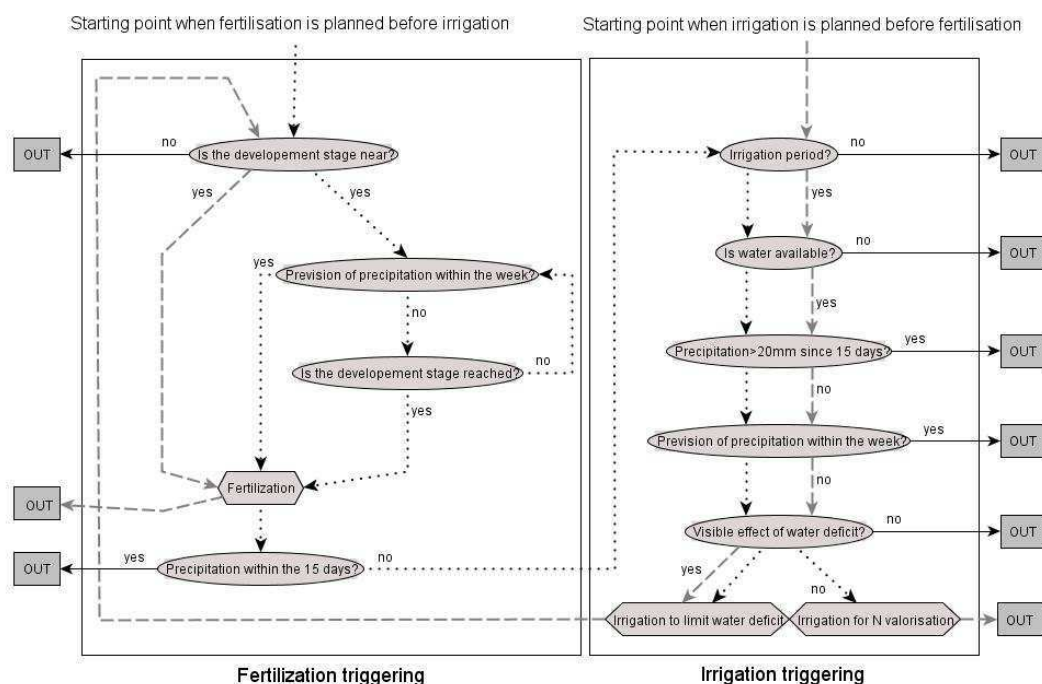 Starting point when fertilisation is planned before irrigation
Starting point when irrigation is planned before fertilisation
OUT
no
Is the developement stage near?
yes
yes
yes
Prevision of precipitation within the week?
no
Is the developement stage reached?
no
yes
Fertilization
OUT
OUT
yes
Precipitation within the 15 days?
no
Fertilization triggering
Irrigation period?
no
OUT
yes
Is water available?
no
OUT
yes
Precipitation>20mm since 15 days?
yes
OUT
no
Prevision of precipitation within the week?
yes
OUT
no
Visible effect of water deficit?
no
OUT
yes
no
Irrigation to limit water deficit
Irrigation for N valorisation
OUT
Irrigation triggering